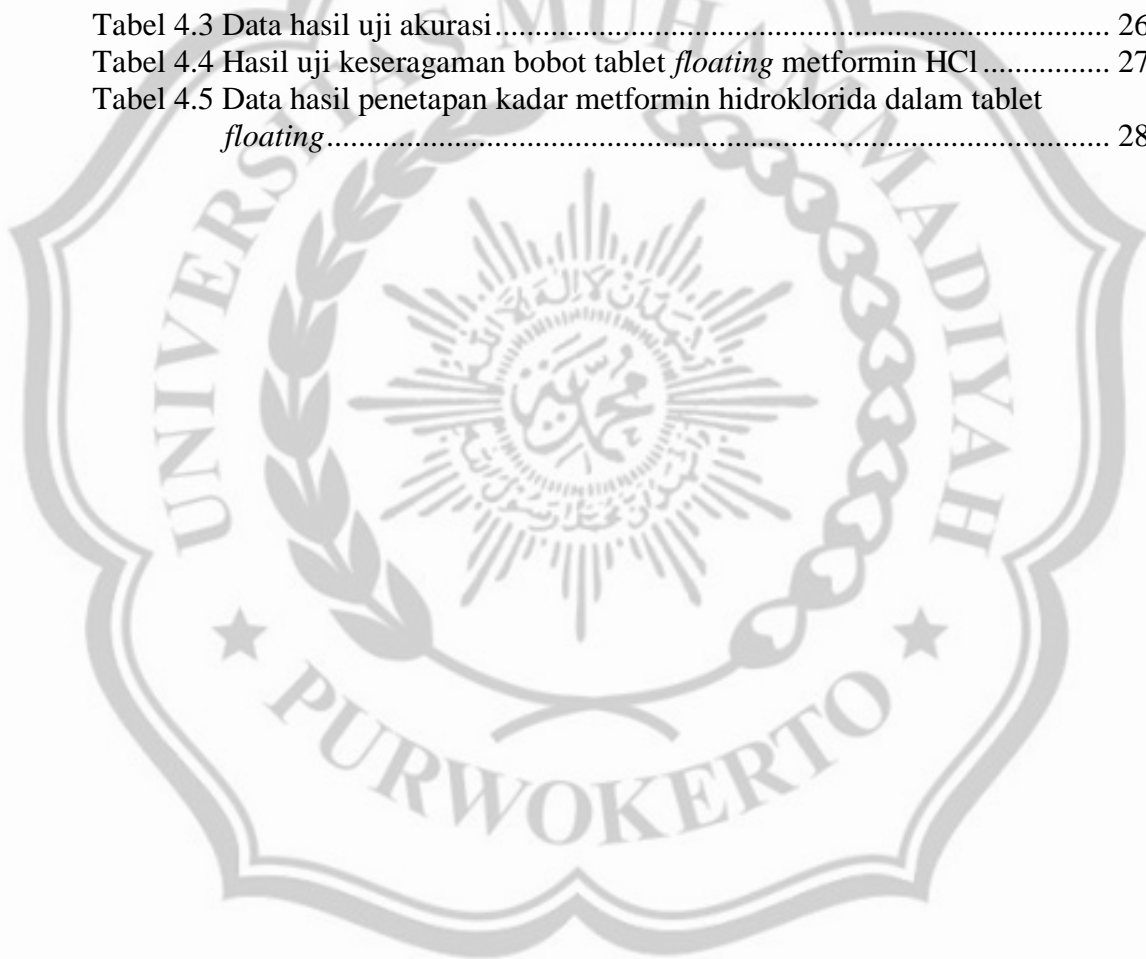 Tabel 4.3 Data hasil uji akurasi.................................................................................. 26
Tabel 4.4 Hasil uji keseragaman bobot tablet floating metformin HCl................ 27
Tabel 4.5 Data hasil penetapan kadar metformin hidroklorida dalam tablet
floating........................................................................................................ 28
UNIVERSITAS MUHAMMADIYAH
PURWOKERTO